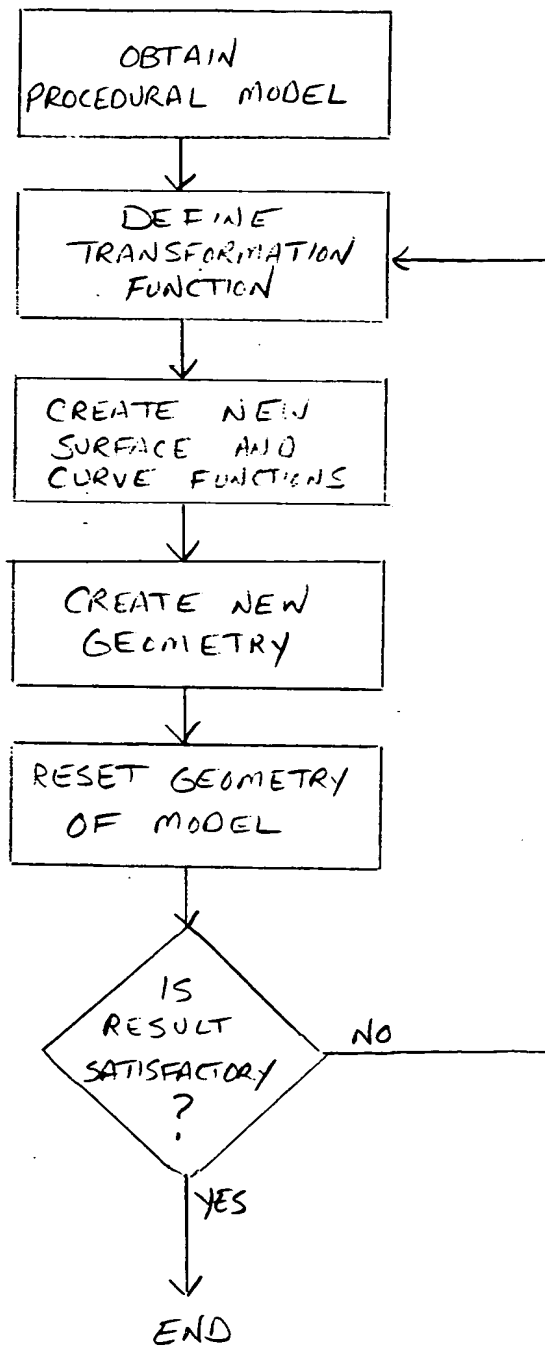 OBTAIN
PROCEDURAL MODEL
DEFINE
TRANSFORMATION
FUNCTION
CREATE NEW
SURFACE AND
CURVE FUNCTIONS
CREATE NEW
GEOMETRY
RESET GEOMETRY
OF MODEL
IS
RESULT
SATISFACTORY
?
NO
YES
END